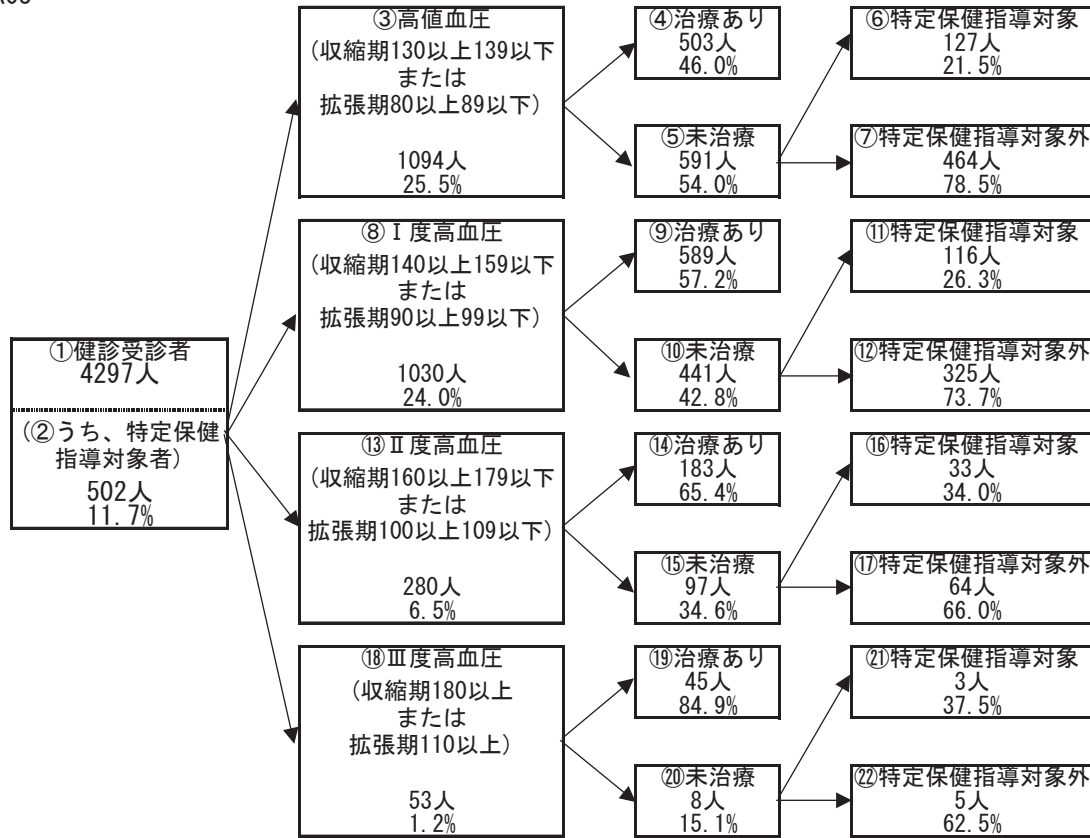 ①健診受診者
4297人
(②うち、特定保健
指導対象者)
502人
11.7%
③高値血圧
(収縮期130以上139以下
または
拡張期80以上89以下)
1094人
25.5%
④治療あり
503人
46.0%
⑤未治療
591人
54.0%
⑥特定保健指導対象
127人
21.5%
⑦特定保健指導対象外
464人
78.5%
⑧Ⅰ度高血圧
(収縮期140以上159以下
または
拡張期90以上99以下)
1030人
24.0%
⑨治療あり
589人
57.2%
⑩未治療
441人
42.8%
⑪特定保健指導対象
116人
26.3%
⑫特定保健指導対象外
325人
73.7%
⑬Ⅱ度高血圧
(収縮期160以上179以下
または
拡張期100以上109以下)
280人
6.5%
⑭治療あり
183人
65.4%
⑮未治療
97人
34.6%
⑯特定保健指導対象
33人
34.0%
⑰特定保健指導対象外
64人
66.0%
⑱Ⅲ度高血圧
(収縮期180以上
または
拡張期110以上)
53人
1.2%
⑲治療あり
45人
84.9%
⑳未治療
8人
15.1%
㉑特定保健指導対象
3人
37.5%
㉒特定保健指導対象外
5人
62.5%